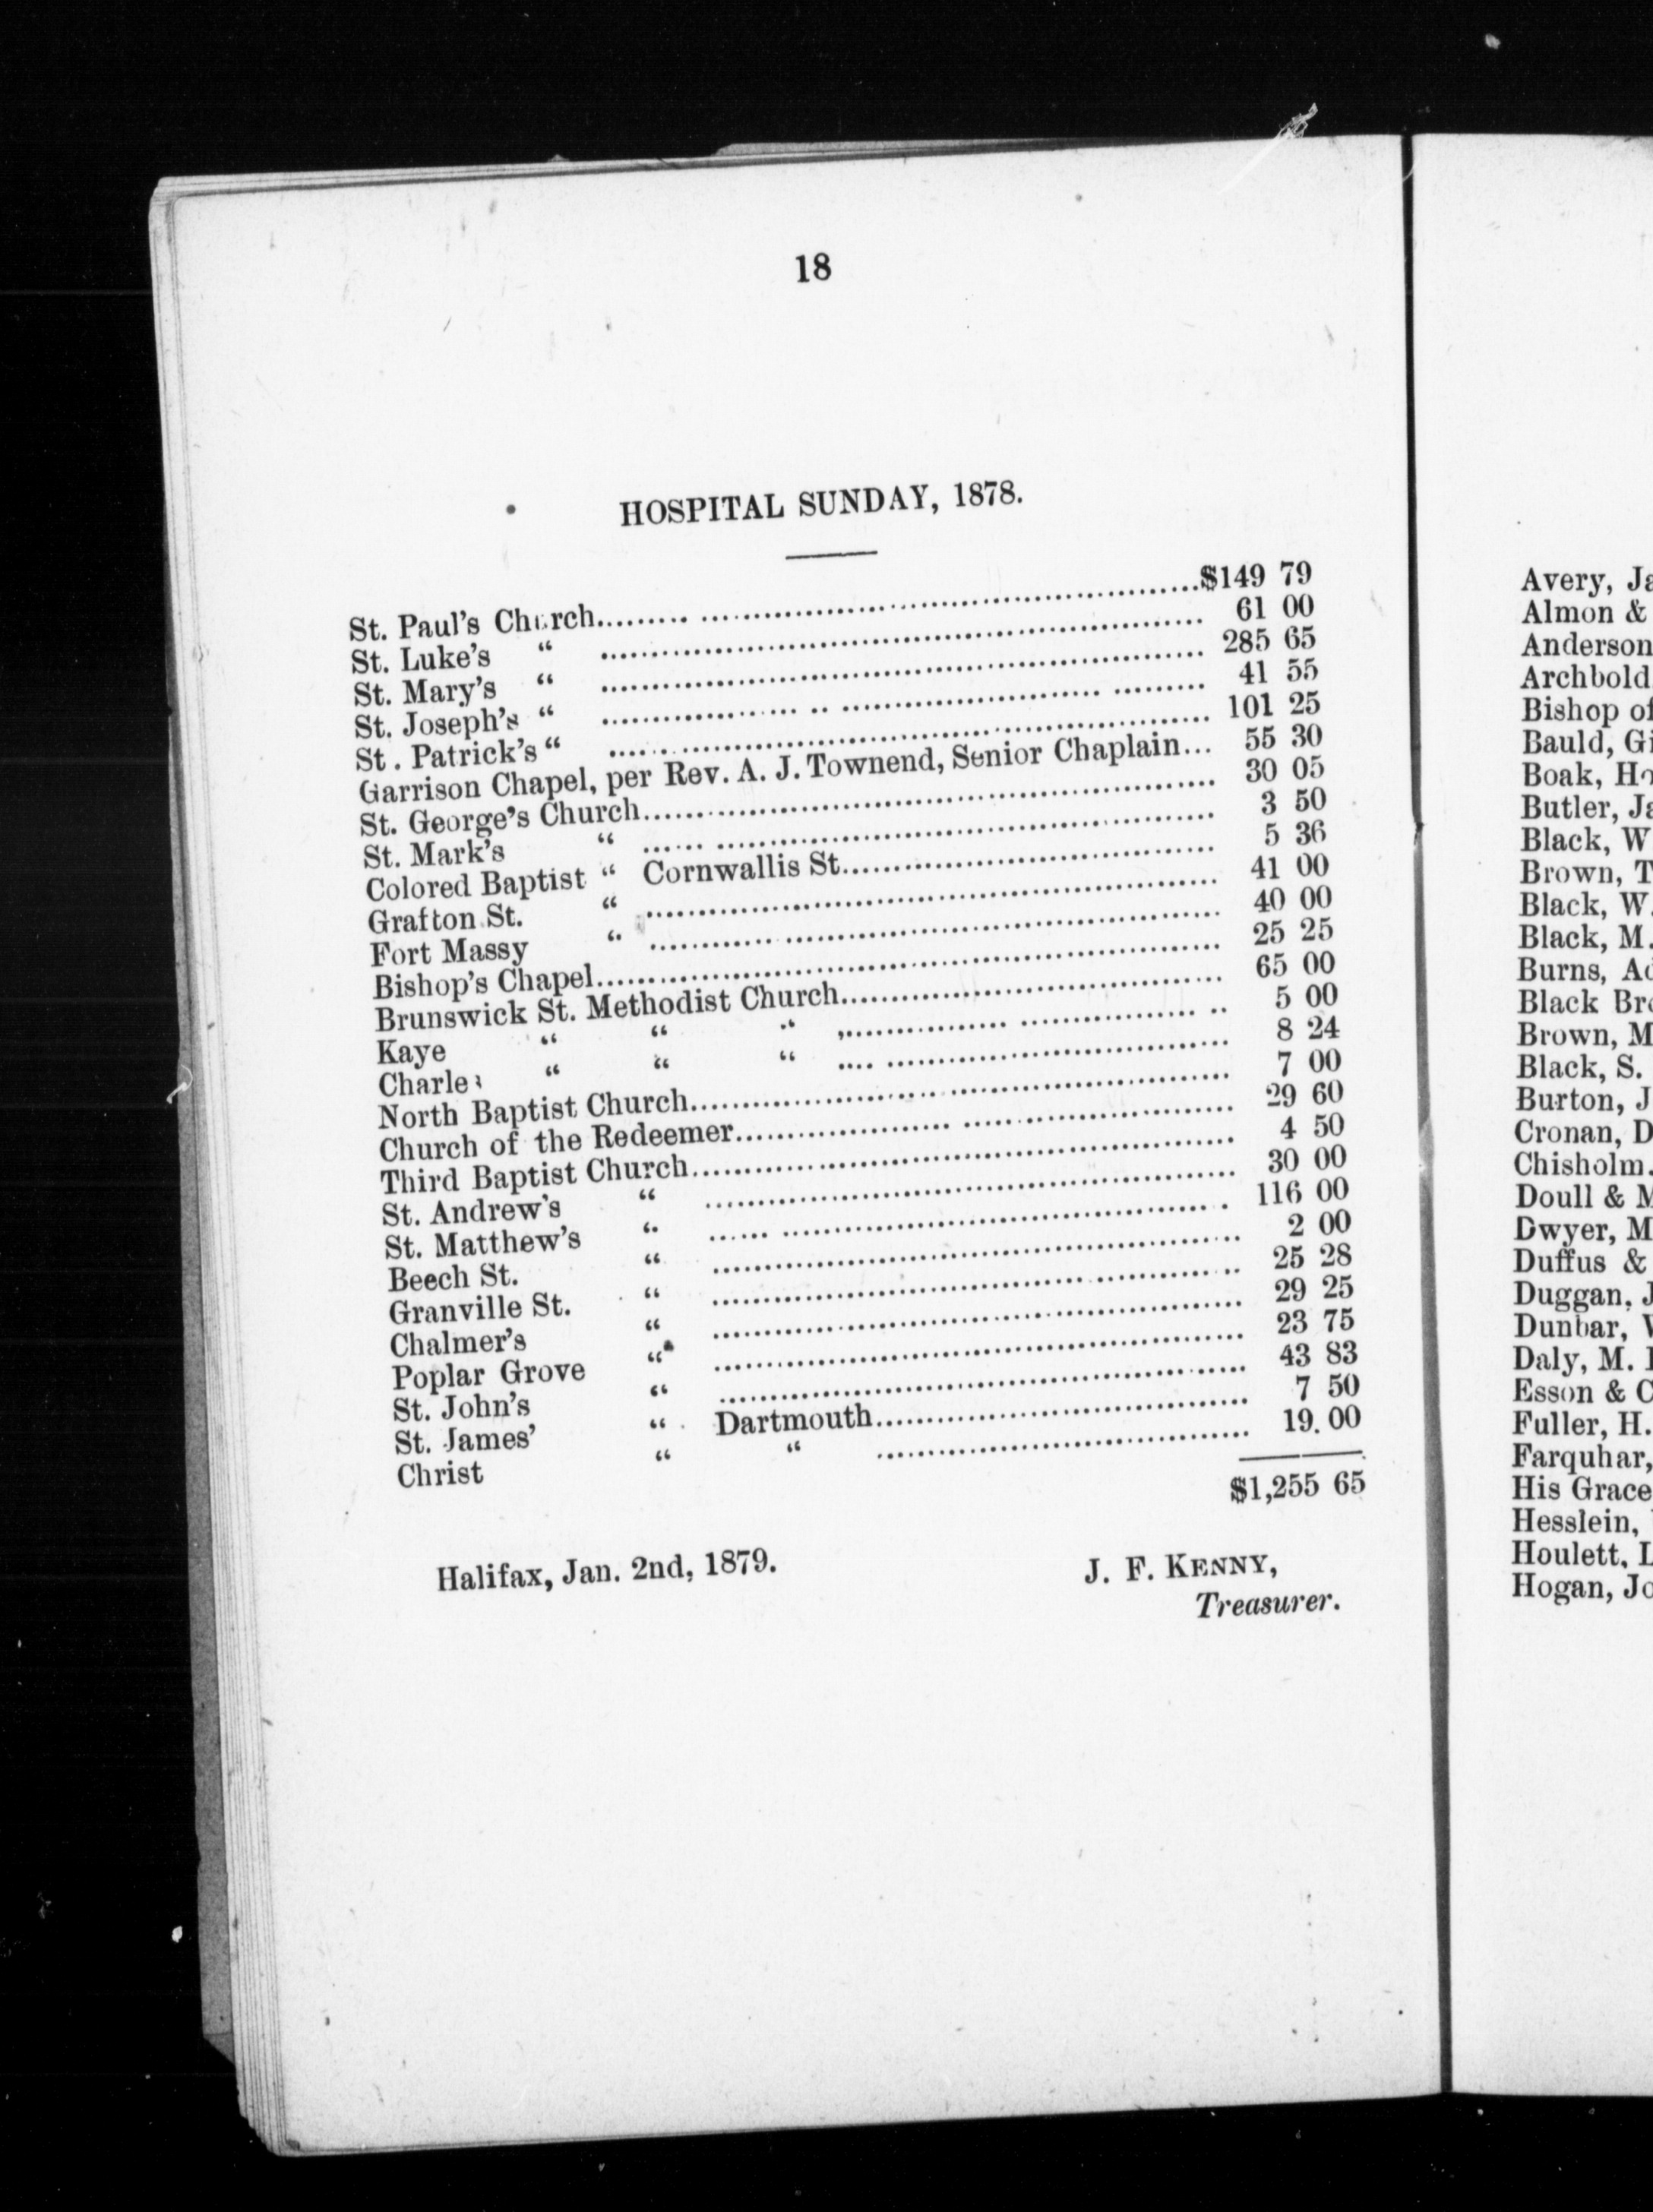 18
HOSPITAL SUNDAY, 1878.
St. Paul's Church.......................................................$149 79
St. Luke's “ ....................................................... 61 00
St. Mary's “ ....................................................... 285 65
St. Joseph's “ ....................................................... 41 55
St. Patrick's “ ....................................................... 101 25
Garrison Chapel, per Rev. A. J. Townend, Senior Chaplain... 55 30
St. George's Church....................................................... 30 05
St. Mark's “ ....................................................... 3 50
Colored Baptist “ Cornwallis St................................... 5 36
Grafton St. “ ....................................................... 41 00
Fort Massy “ ....................................................... 40 00
Bishop's Chapel....................................................... 25 25
Brunswick St. Methodist Church................................... 65 00
Kaye “ “ “ ................................... 5 00
Charles “ “ “ ................................... 8 24
North Baptist Church............................................. 7 00
Church of the Redeemer............................................. 29 60
Third Baptist Church............................................. 4 50
St. Andrew's “ ............................................. 30 00
St. Matthew's “ ............................................. 116 00
Beech St. “ ............................................. 2 00
Granville St. “ ............................................. 25 28
Chalmer's “ ............................................. 29 25
Poplar Grove “ ............................................. 23 75
St. John's “ ............................................. 43 83
St. James' “ Dartmouth................................... 7 50
Christ “ “ ................................... 19.00
$1,255 65
Halifax, Jan. 2nd, 1879. J. F. KENNY,
Treasurer.
Avery,
Almon &
Anderson
Archbold
Bishop of
Bauld,
Boak,
Butler,
Black, W
Brown, T
Black, W.
Black, M.
Burns,
Black
Brown, M
Black, S.
Burton, J
Cronan, D
Chisholm.
Doull &
Dwyer, M
Duffus &
Duggan, J
Dunbar,
Daly, M.
Esson & C
Fuller, H.
Farquhar,
His Grace
Hesslein,
Houlett, L
Hogan,